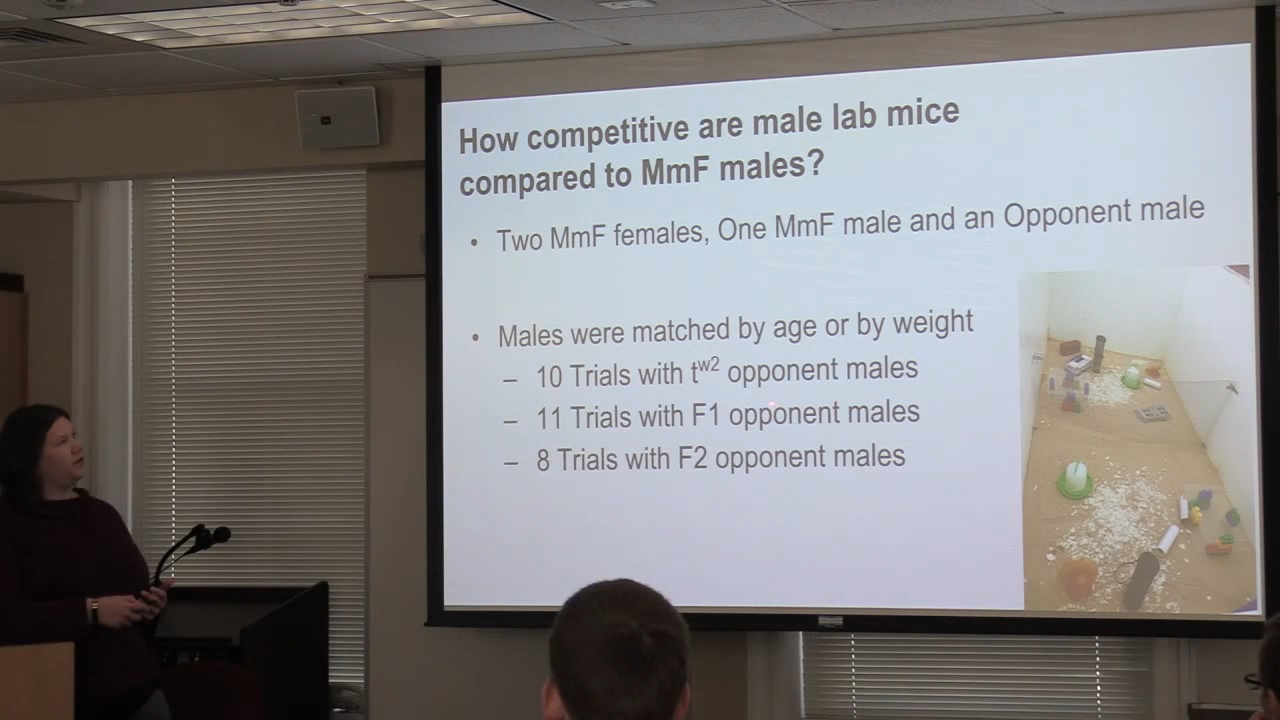 How competitive are male lab mice
compared to MmF males?
• Two MmF females, One MmF male and an Opponent male
• Males were matched by age or by weight
– 10 Trials with tw2 opponent males
– 11 Trials with F1 opponent males
– 8 Trials with F2 opponent males